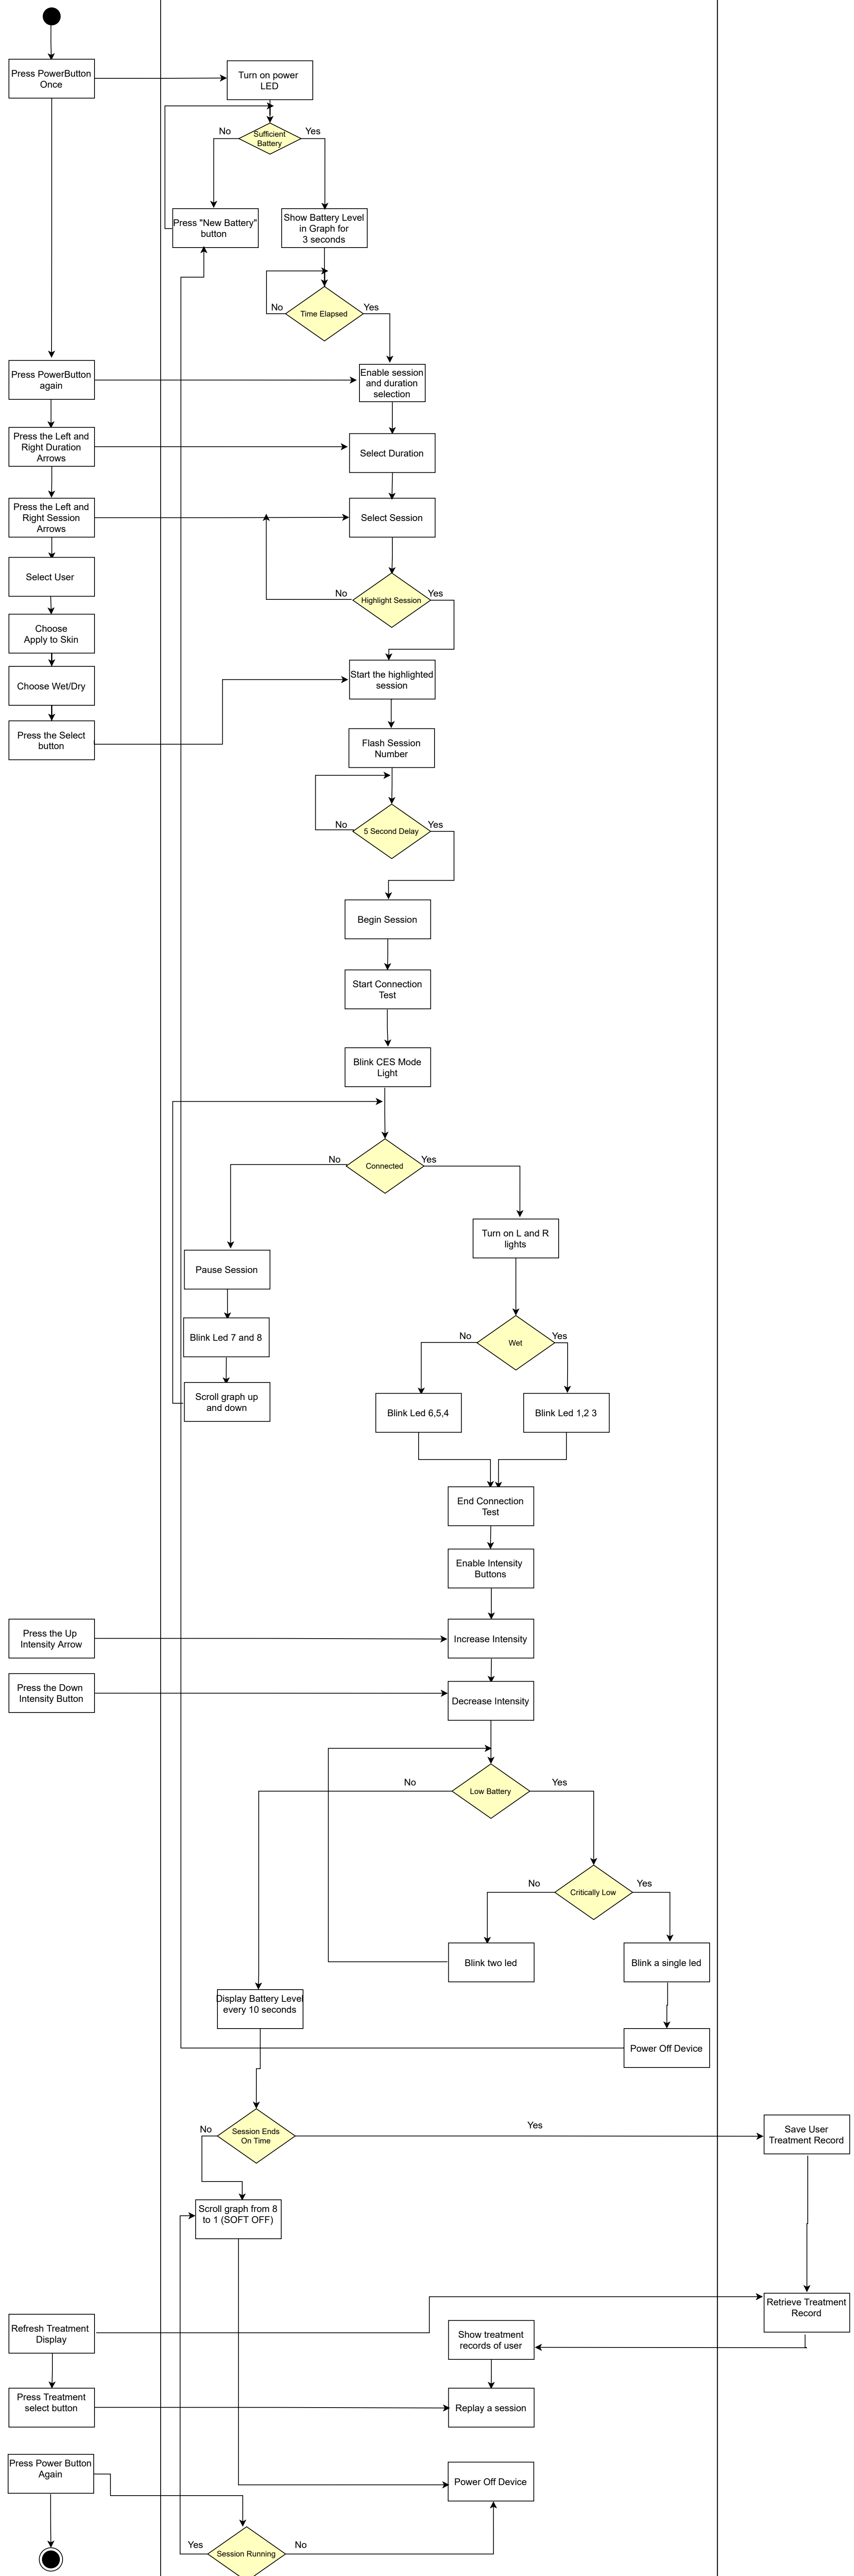 Press PowerButton
Once
Turn on power
LED
No
Sufficient
Battery
Yes
Press "New Battery"
button
Show Battery Level
in Graph for
3 seconds
No
Time Elapsed
Yes
Press PowerButton
again
Enable session
and duration
selection
Press the Left and
Right Duration
Arrows
Select Duration
Press the Left and
Right Session
Arrows
Select Session
Select User
No
Highlight Session
Yes
Choose
Apply to Skin
Choose Wet/Dry
Start the highlighted
session
Press the Select
button
Flash Session
Number
No
5 Second Delay
Yes
Begin Session
Start Connection
Test
Blink CES Mode
Light
No
Connected
Yes
Turn on L and R
lights
Pause Session
Blink Led 7 and 8
No
Wet
Yes
Scroll graph up
and down
Blink Led 6,5,4
Blink Led 1,2 3
End Connection
Test
Enable Intensity
Buttons
Press the Up
Intensity Arrow
Increase Intensity
Press the Down
Intensity Button
Decrease Intensity
No
Low Battery
Yes
No
Critically Low
Yes
Blink two led
Blink a single led
Display Battery Level
every 10 seconds
Power Off Device
No
Session Ends
On Time
Yes
Save User
Treatment Record
Scroll graph from 8
to 1 (SOFT OFF)
Retrieve Treatment
Record
Refresh Treatment
Display
Show treatment
records of user
Press Treatment
select button
Replay a session
Press Power Button
Again
Power Off Device
Yes
Session Running
No